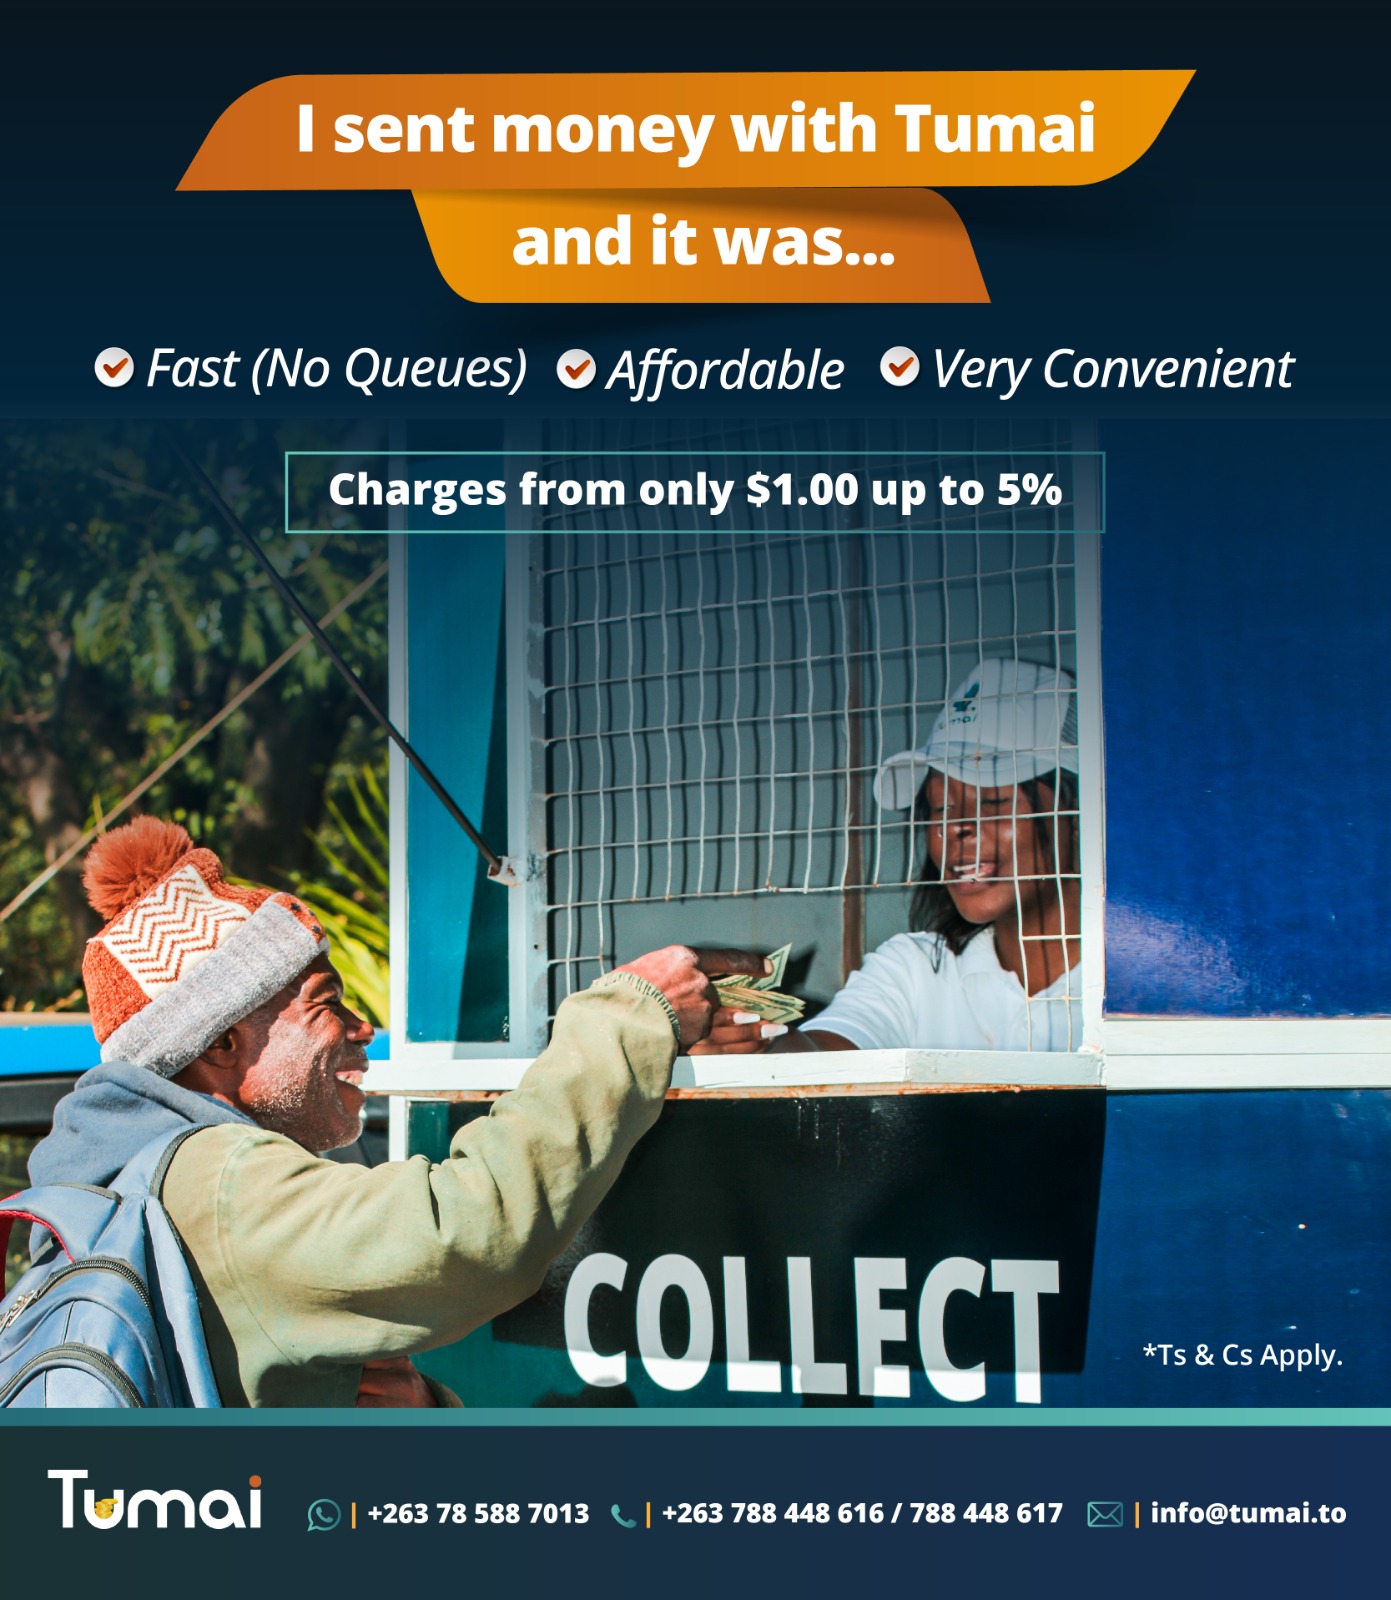 I sent money with Tumai
and it was...
Fast (No Queues) Affordable Very Convenient
Charges from only $1.00 up to 5%
tumai
COLLECT
*Ts & Cs Apply.
Tumai | +263 78 588 7013 | +263 788 448 616 / 788 448 617 | info@tumai.to